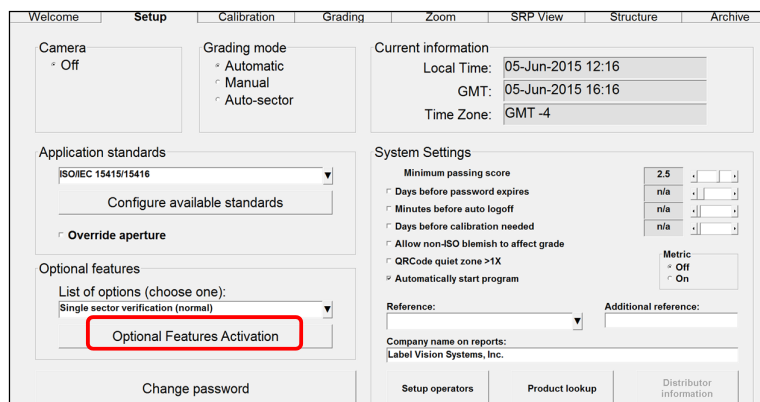 Welcome Setup Calibration Grading Zoom SRP View Structure Archive
Camera
Off
Grading mode
Automatic
Manual
Auto-sector
Current information
Local Time: 05-Jun-2015 12:16
GMT: 05-Jun-2015 16:16
Time Zone: GMT -4
Application standards
ISO/IEC 15415/15416
Configure available standards
Override aperture
Optional features
List of options (choose one):
Single sector verification (normal)
Optional Features Activation
Change password
System Settings
Minimum passing score 2.5
Days before password expires n/a
Minutes before auto logoff n/a
Days before calibration needed n/a
Allow non-ISO blemish to affect grade
QRCode quiet zone >1X
Automatically start program
Metric
Off
On
Reference:
Additional reference:
Company name on reports:
Label Vision Systems, Inc.
Setup operators Product lookup Distributor
information